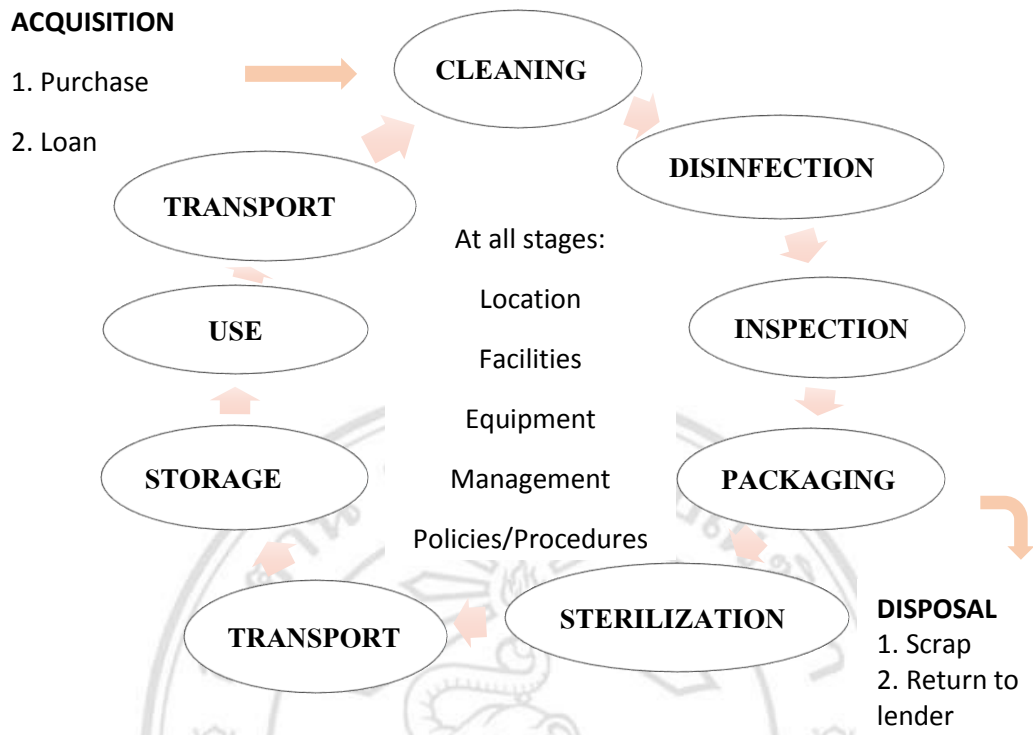 ACQUISITION
1. Purchase
2. Loan
CLEANING
DISINFECTION
INSPECTION
PACKAGING
STERILIZATION
TRANSPORT
STORAGE
USE
TRANSPORT
At all stages:
Location
Facilities
Equipment
Management
Policies/Procedures
DISPOSAL
1. Scrap
2. Return to
lender